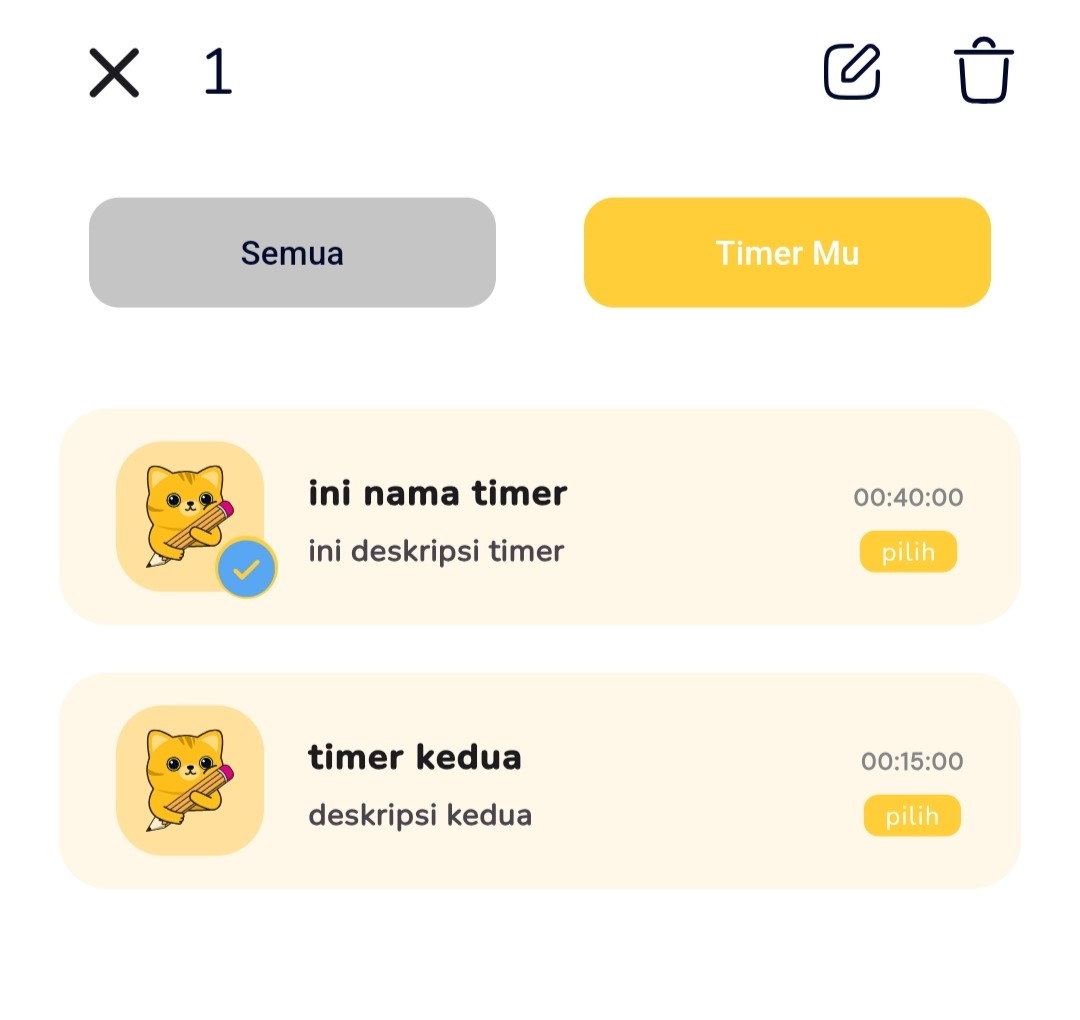 1
Semua
Timer Mu
ini nama timer
00:40:00
ini deskripsi timer
pilih
timer kedua
00:15:00
deskripsi kedua
pilih